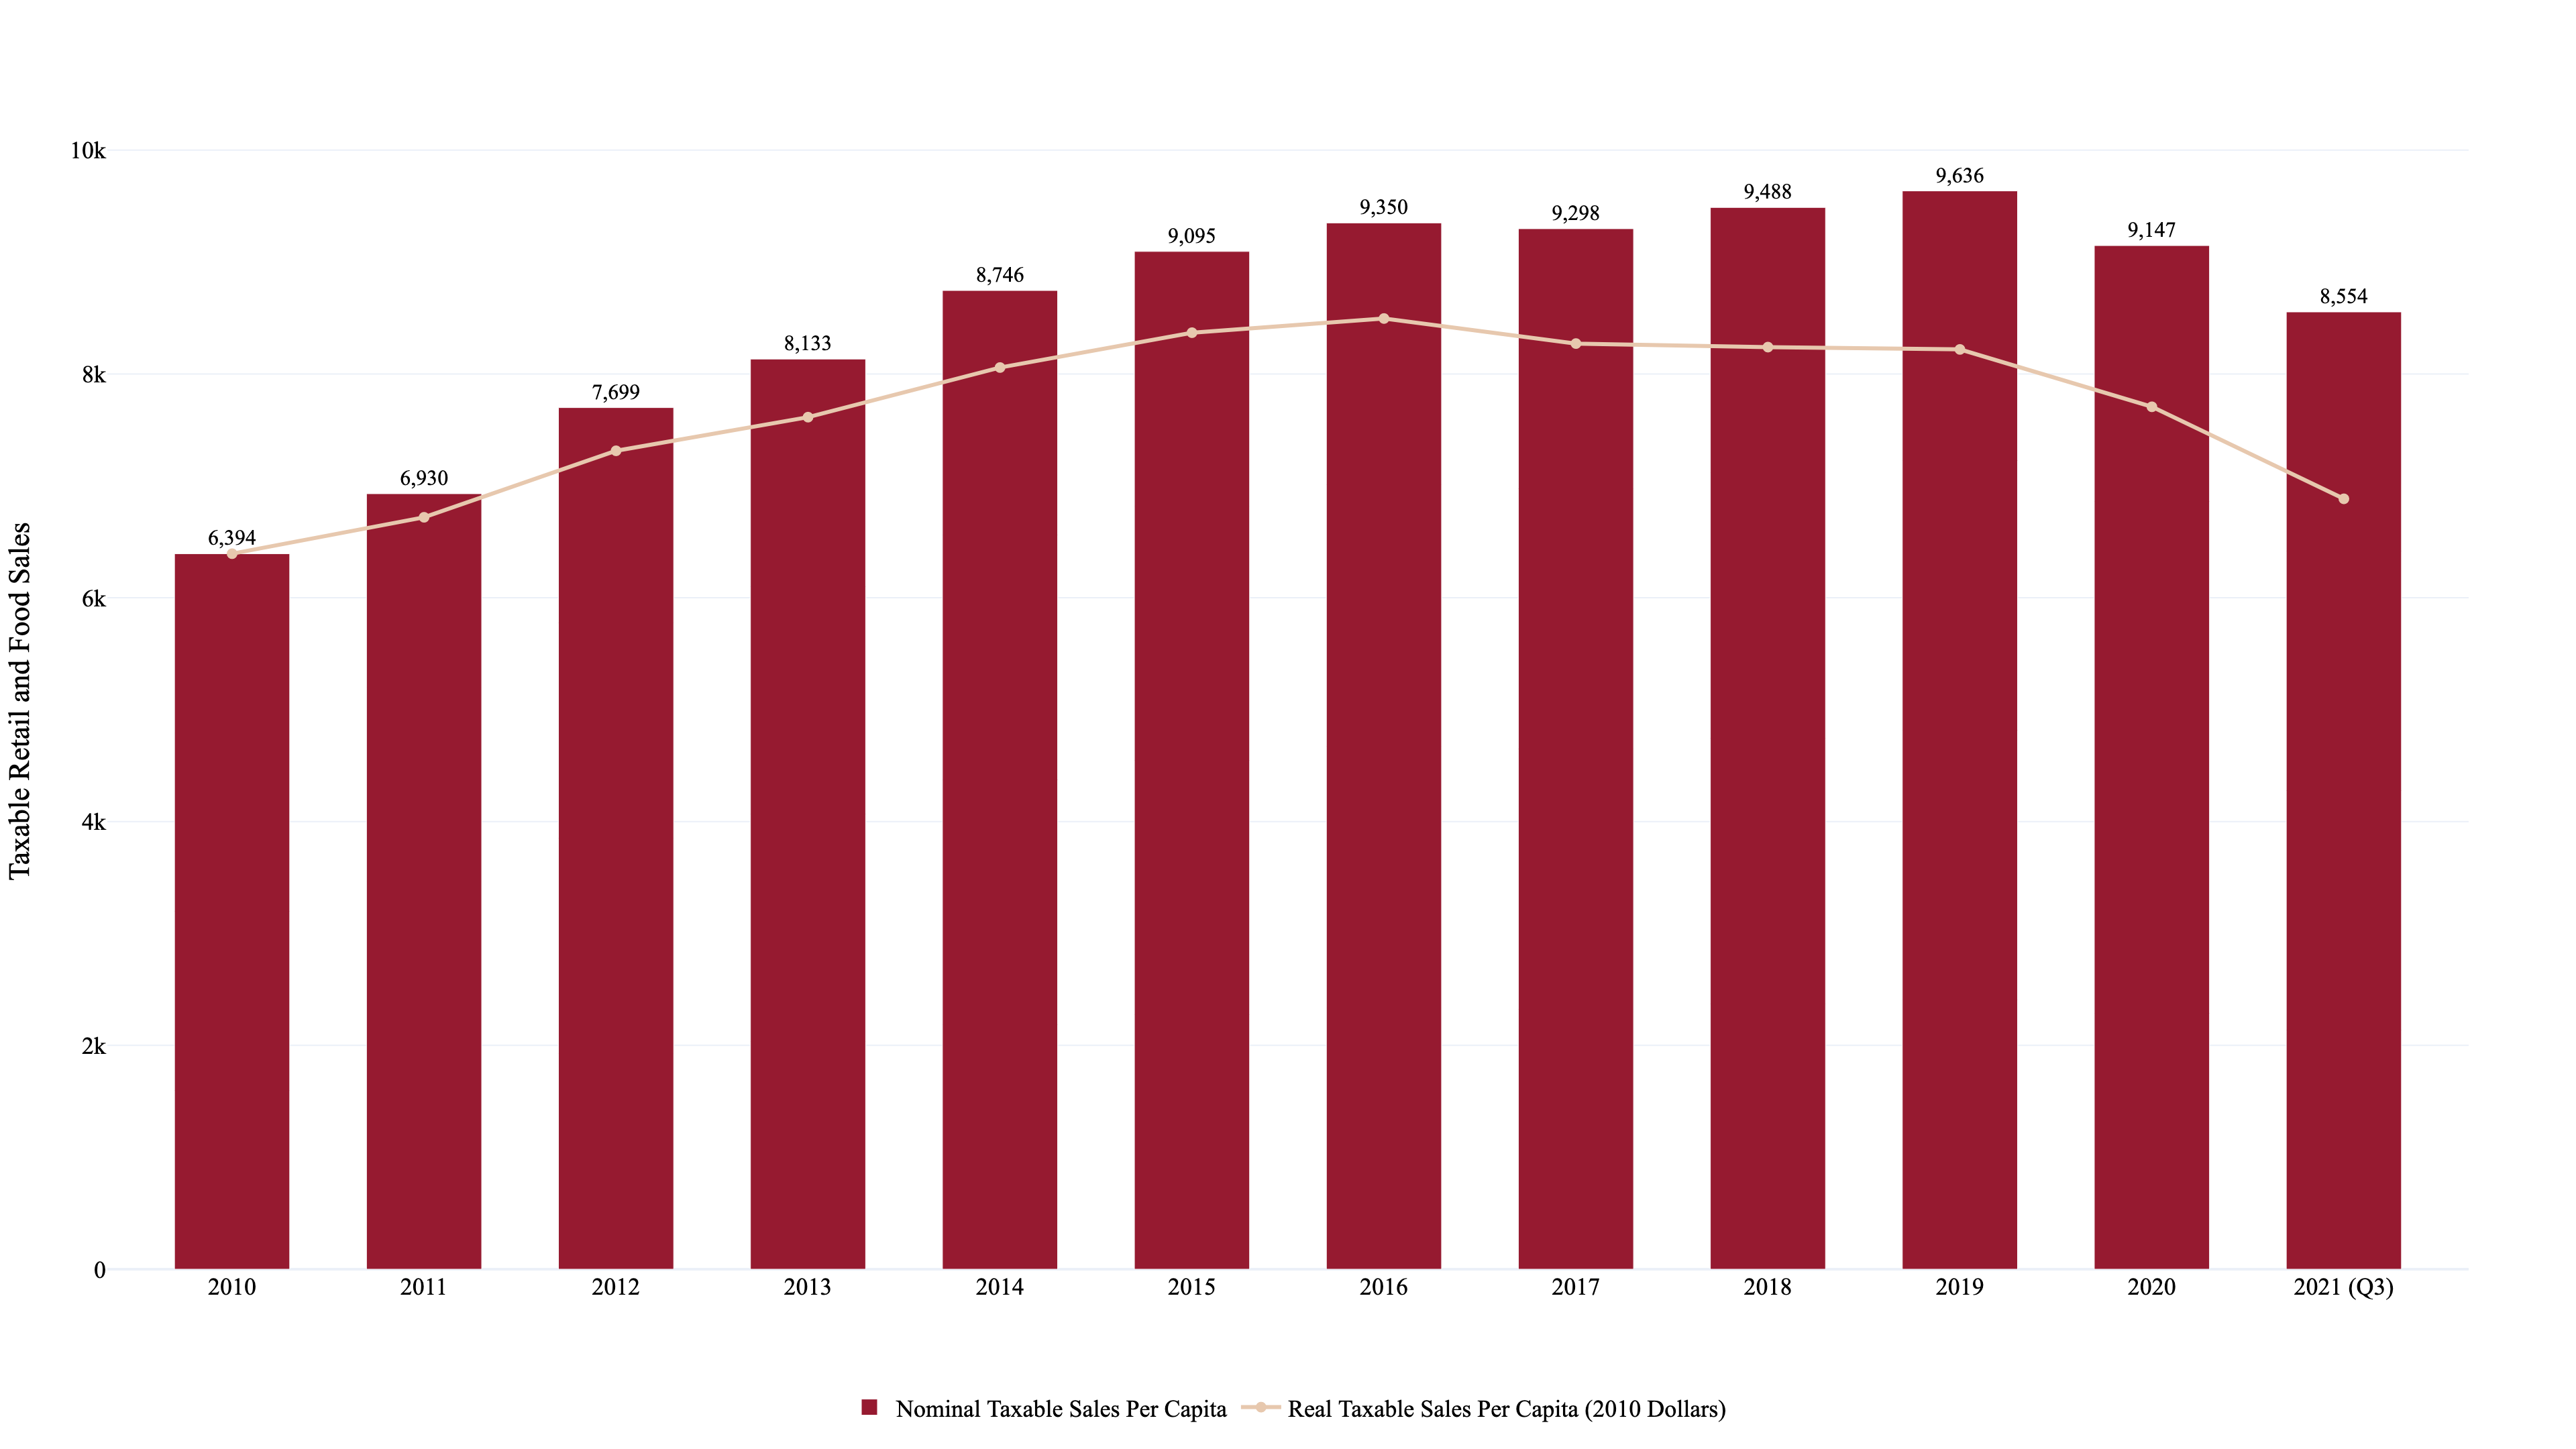 Taxable Retail and Food Sales
10k
8k
6k
4k
2k
0
6,394
6,930
7,699
8,133
8,746
9,095
9,350
9,298
9,488
9,636
9,147
8,554
2010
2011
2012
2013
2014
2015
2016
2017
2018
2019
2020
2021 (Q3)
Nominal Taxable Sales Per Capita
Real Taxable Sales Per Capita (2010 Dollars)